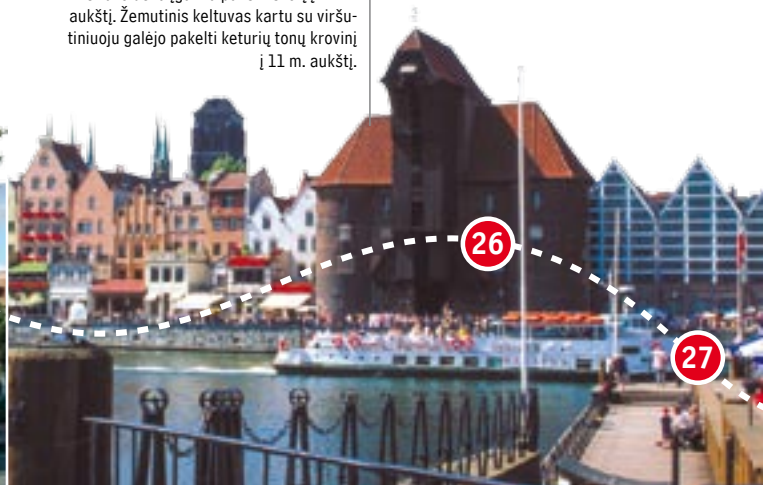 aukštį. Žemutinis keltuvas kartu su viršu-
tiniuoju galėjo pakelti keturių tonų krovinį
į 11 m. aukštį.
26
27